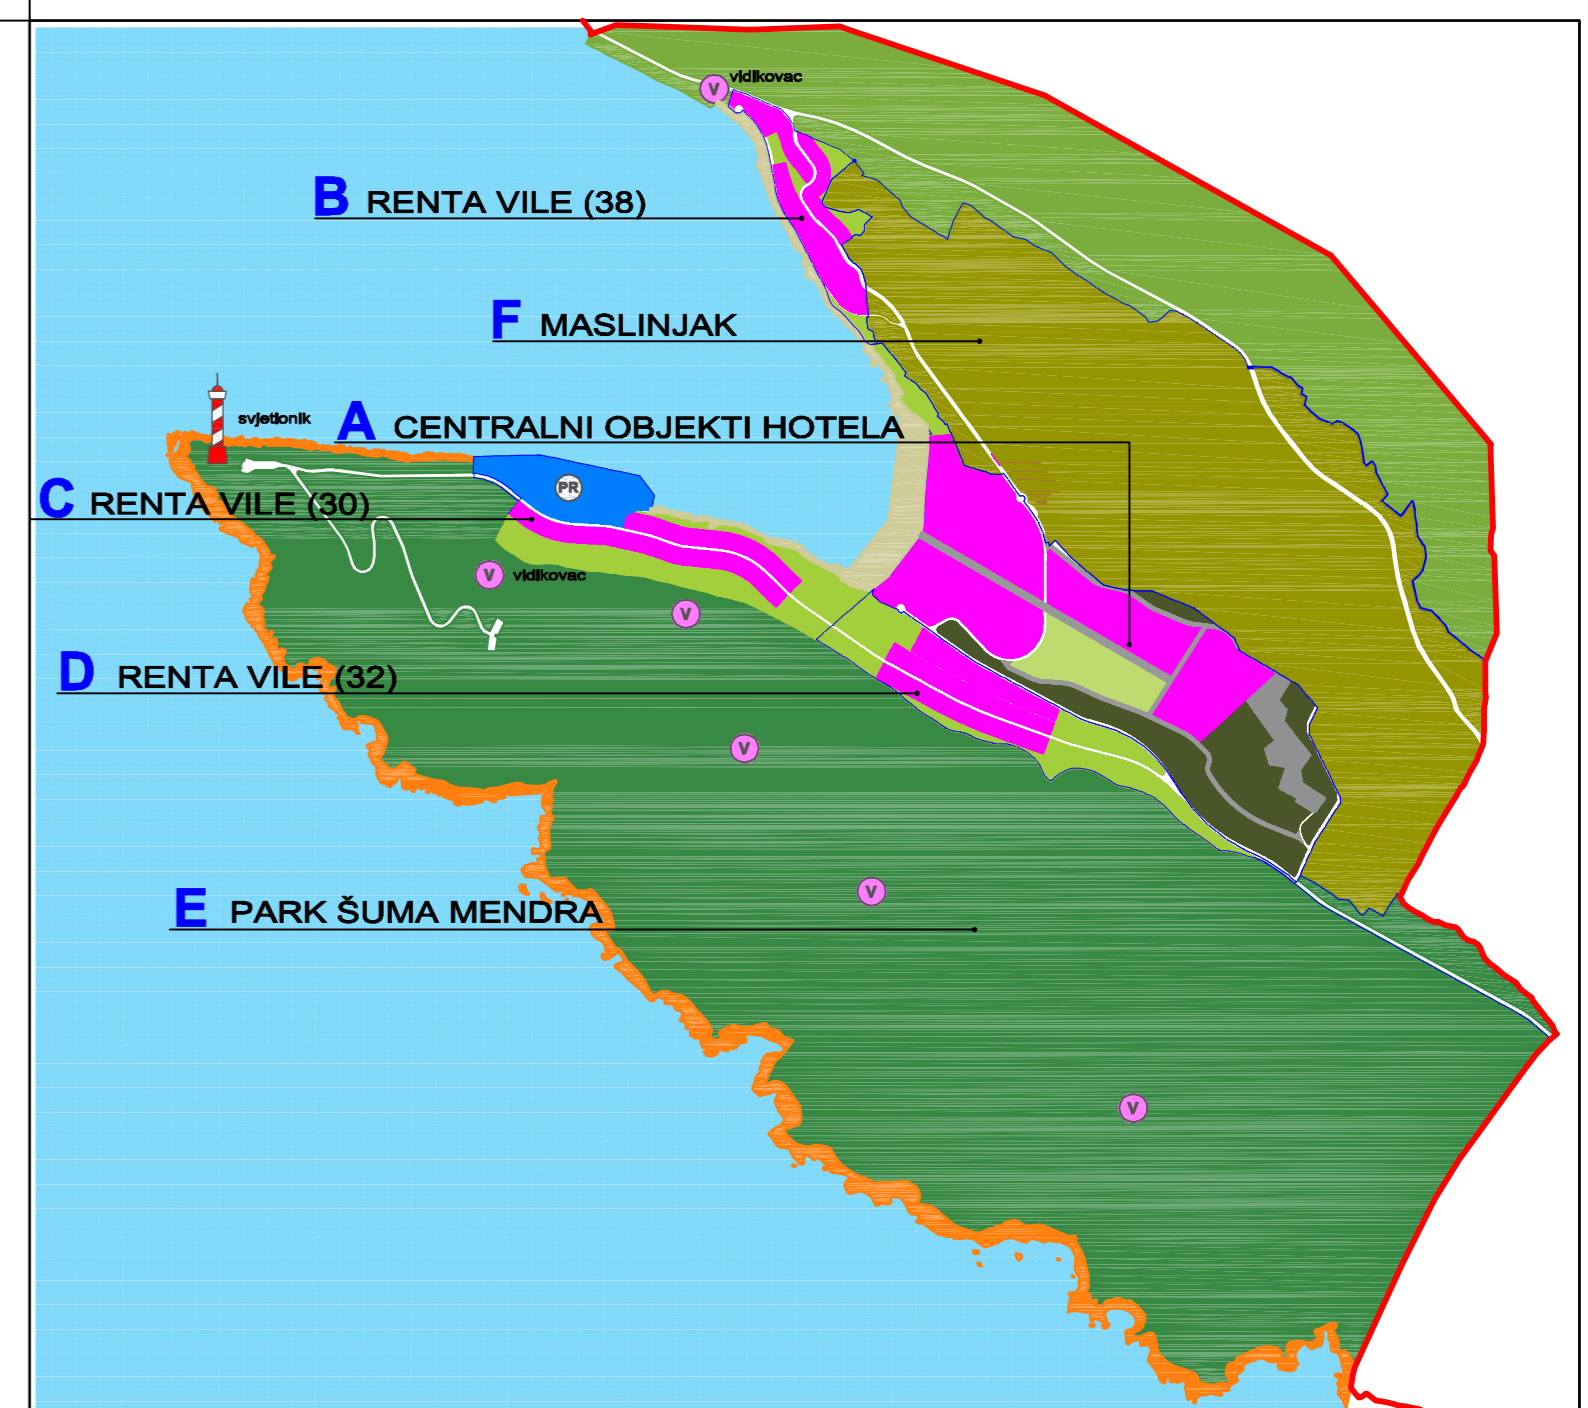 V vidikovac
B RENTA VILE (38)
F MASLINJAK
svjetionik
A CENTRALNI OBJEKTI HOTELA
PR
C RENTA VILE (30)
V vidikovac
V
D RENTA VILE (32)
V
V
E PARK ŠUMA MENDRA
V